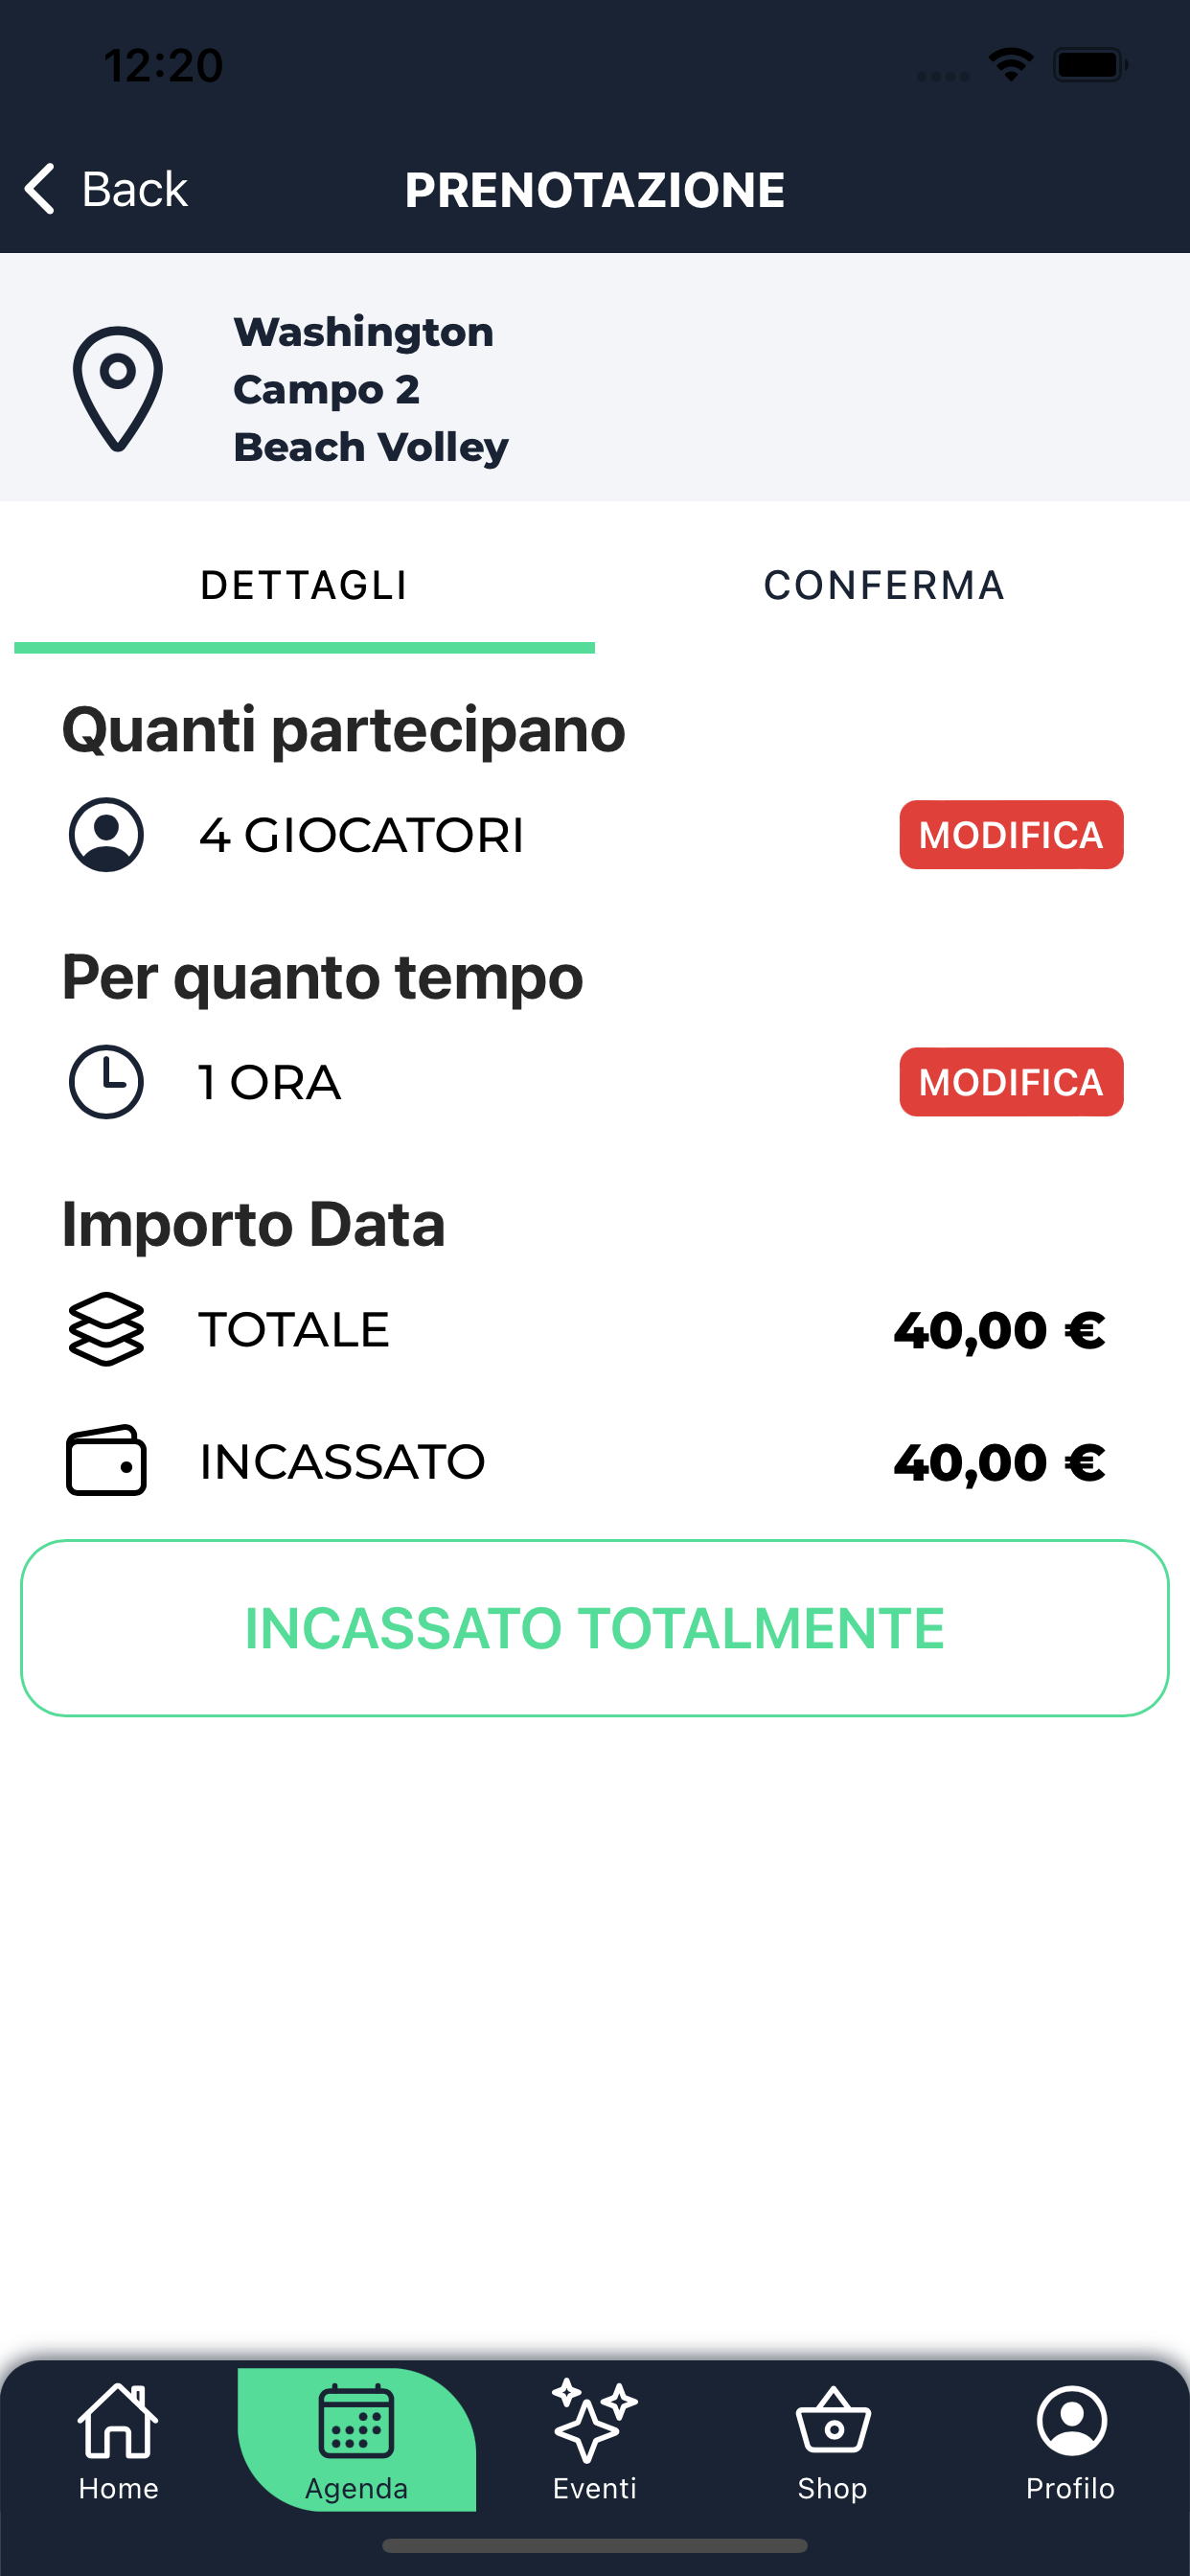 12:20
Back
PRENOTAZIONE
Washington
Campo 2
Beach Volley
DETTAGLI
CONFERMA
Quanti partecipano
4 GIOCATORI
MODIFICA
Per quanto tempo
1 ORA
MODIFICA
Importo Data
TOTALE
40,00 €
INCASSATO
40,00 €
INCASSATO TOTALMENTE
Home
Agenda
Eventi
Shop
Profilo